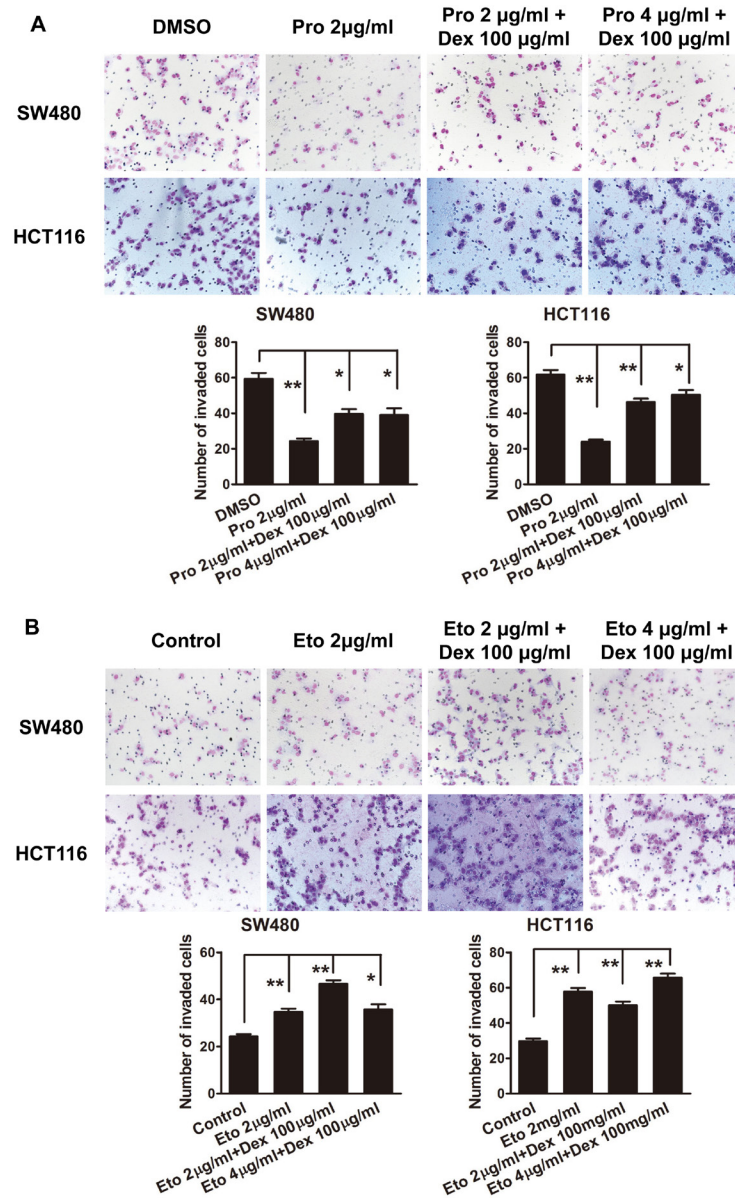 A
DMSO
Pro 2µg/ml
Pro 2 µg/ml +
Dex 100 µg/ml
Pro 4 µg/ml +
Dex 100 µg/ml
SW480
HCT116
SW480
Number of invaded cells
80
60
40
20
0
**
*
*
DMSO
Pro 2µg/ml
Pro 2µg/ml+Dex 100µg/ml
Pro 4µg/ml+Dex 100µg/ml
HCT116
Number of invaded cells
80
60
40
20
0
**
**
*
DMSO
Pro 2µg/ml
Pro 2µg/ml+Dex 100µg/ml
Pro 4µg/ml+Dex 100µg/ml
B
Control
Eto 2µg/ml
Eto 2 µg/ml +
Dex 100 µg/ml
Eto 4 µg/ml +
Dex 100 µg/ml
SW480
HCT116
SW480
Number of invaded cells
60
40
20
0
**
**
*
Control
Eto 2µg/ml
Eto 2µg/ml+Dex 100µg/ml
Eto 4µg/ml+Dex 100µg/ml
HCT116
Number of invaded cells
80
60
40
20
0
**
**
**
Control
Eto 2mg/ml
Eto 2µg/ml+Dex 100mg/ml
Eto 4µg/ml+Dex 100mg/ml